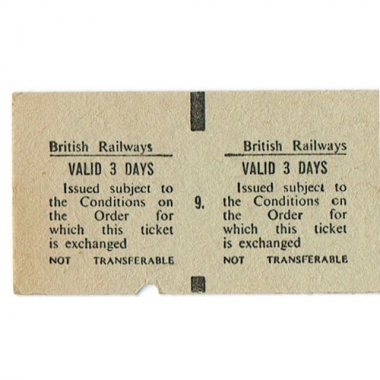 British Railways
VALID 3 DAYS
Issued subject to
the Conditions on
the Order for
which this ticket
is exchanged
NOT TRANSFERABLE
9.
British Railways
VALID 3 DAYS
Issued subject to
the Conditions on
the Order for
which this ticket
is exchanged
NOT TRANSFERABLE